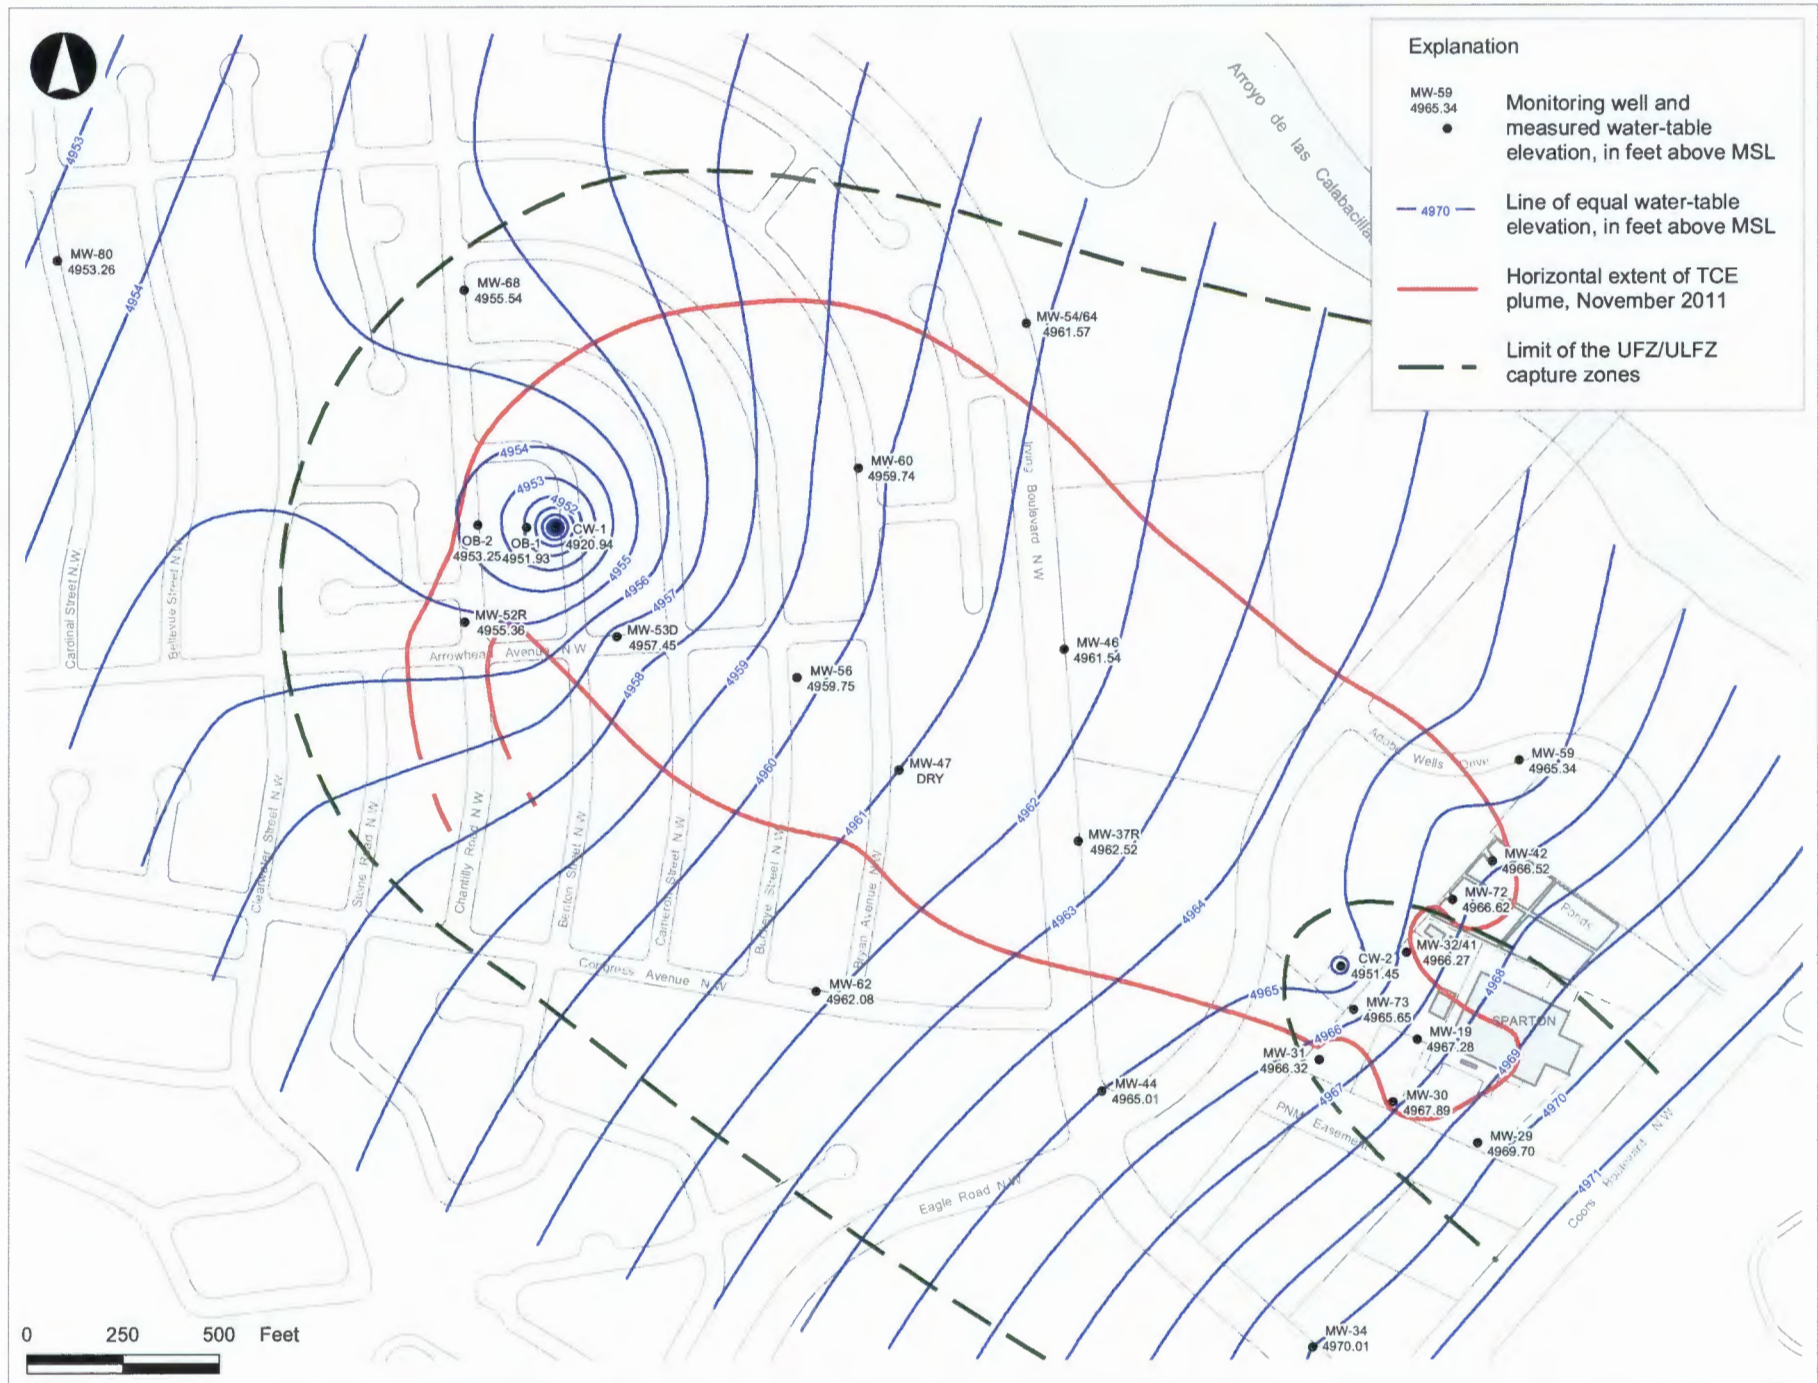 Explanation
MW-59
4965.34
Monitoring well and
measured water-table
elevation, in feet above MSL
4970
Line of equal water-table
elevation, in feet above MSL
Horizontal extent of TCE
plume, November 2011
Limit of the UFZ/ULFZ
capture zones
Arroyo de las Calabacillas
4953
MW-80
4953.26
4954
MW-68
4955.54
MW-54/64
4961.57
4954
4953
4952
MW-60
4959.74
Irving Boulevard N W
CW-1
4920.94
OB-2
4953.25
OB-1
4951.93
4955
4956
4957
Cardinal Street N.W.
Bellevue Street N.W.
MW-52R
4955.36
MW-53D
4957.45
Arrowhead Avenue N W
MW-46
4961.54
MW-56
4959.75
4958
4959
4960
MW-47
DRY
Adobe Wells Drive
MW-59
4965.34
4961
4962
MW-37R
4962.52
MW-42
4966.52
MW-72
4966.62
Ponds
Clearwater Street N.W.
Stone Road N.W.
Chantilly Road N.W.
Benton Street N.W.
Cameron Street N.W.
Buckeye Street N.W.
Bryan Avenue N.W.
4963
4964
MW-32/41
4966.27
CW-2
4951.45
Congress Avenue N.W.
MW-62
4962.08
4965
4968
MW-73
4965.65
SPARTON
4966
MW-19
4967.28
MW-31
4966.32
4969
MW-44
4965.01
4967
MW-30
4967.89
4970
PNM Easement
MW-29
4969.70
4971
Coors Boulevard N.W.
Eagle Road N.W.
MW-34
4970.01
0 250 500 Feet